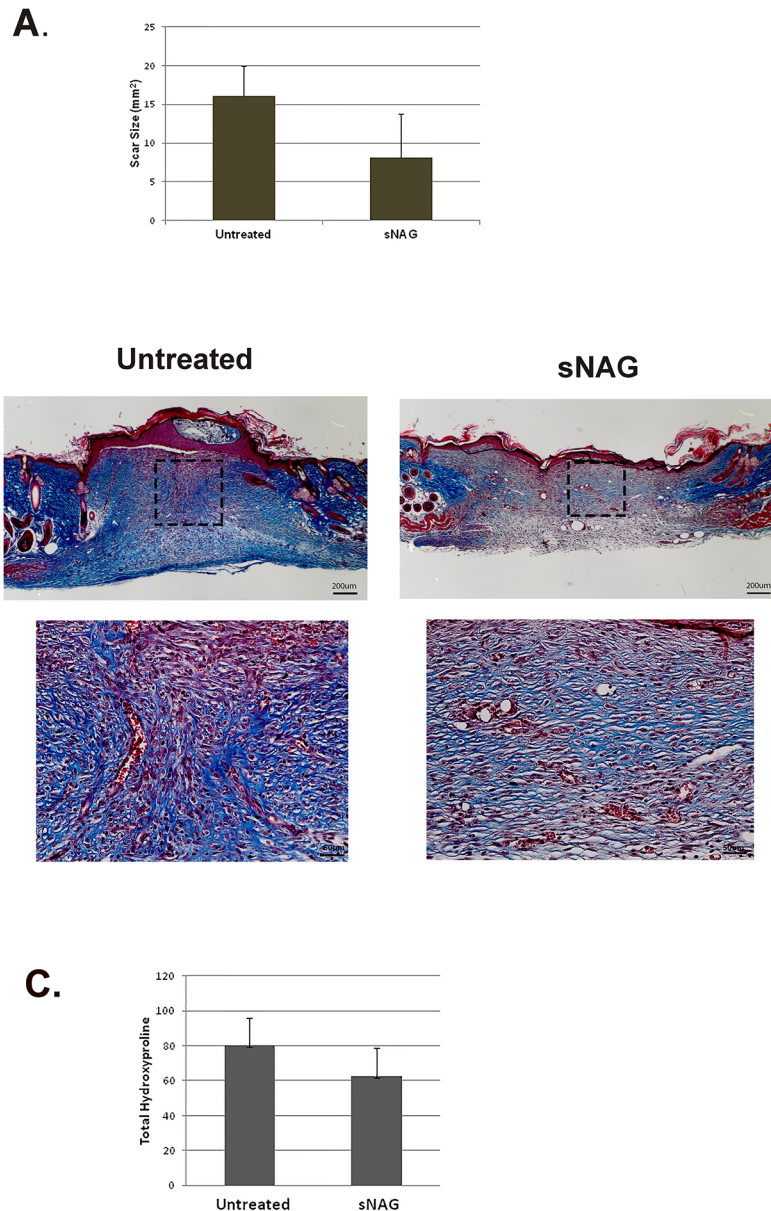 A.
25
20
15
10
5
0
Scar Size (mm²)
Untreated sNAG
Untreated sNAG
200um 200um
50um 50um
C.
120
100
80
60
40
20
0
Total Hydroxyproline
Untreated sNAG